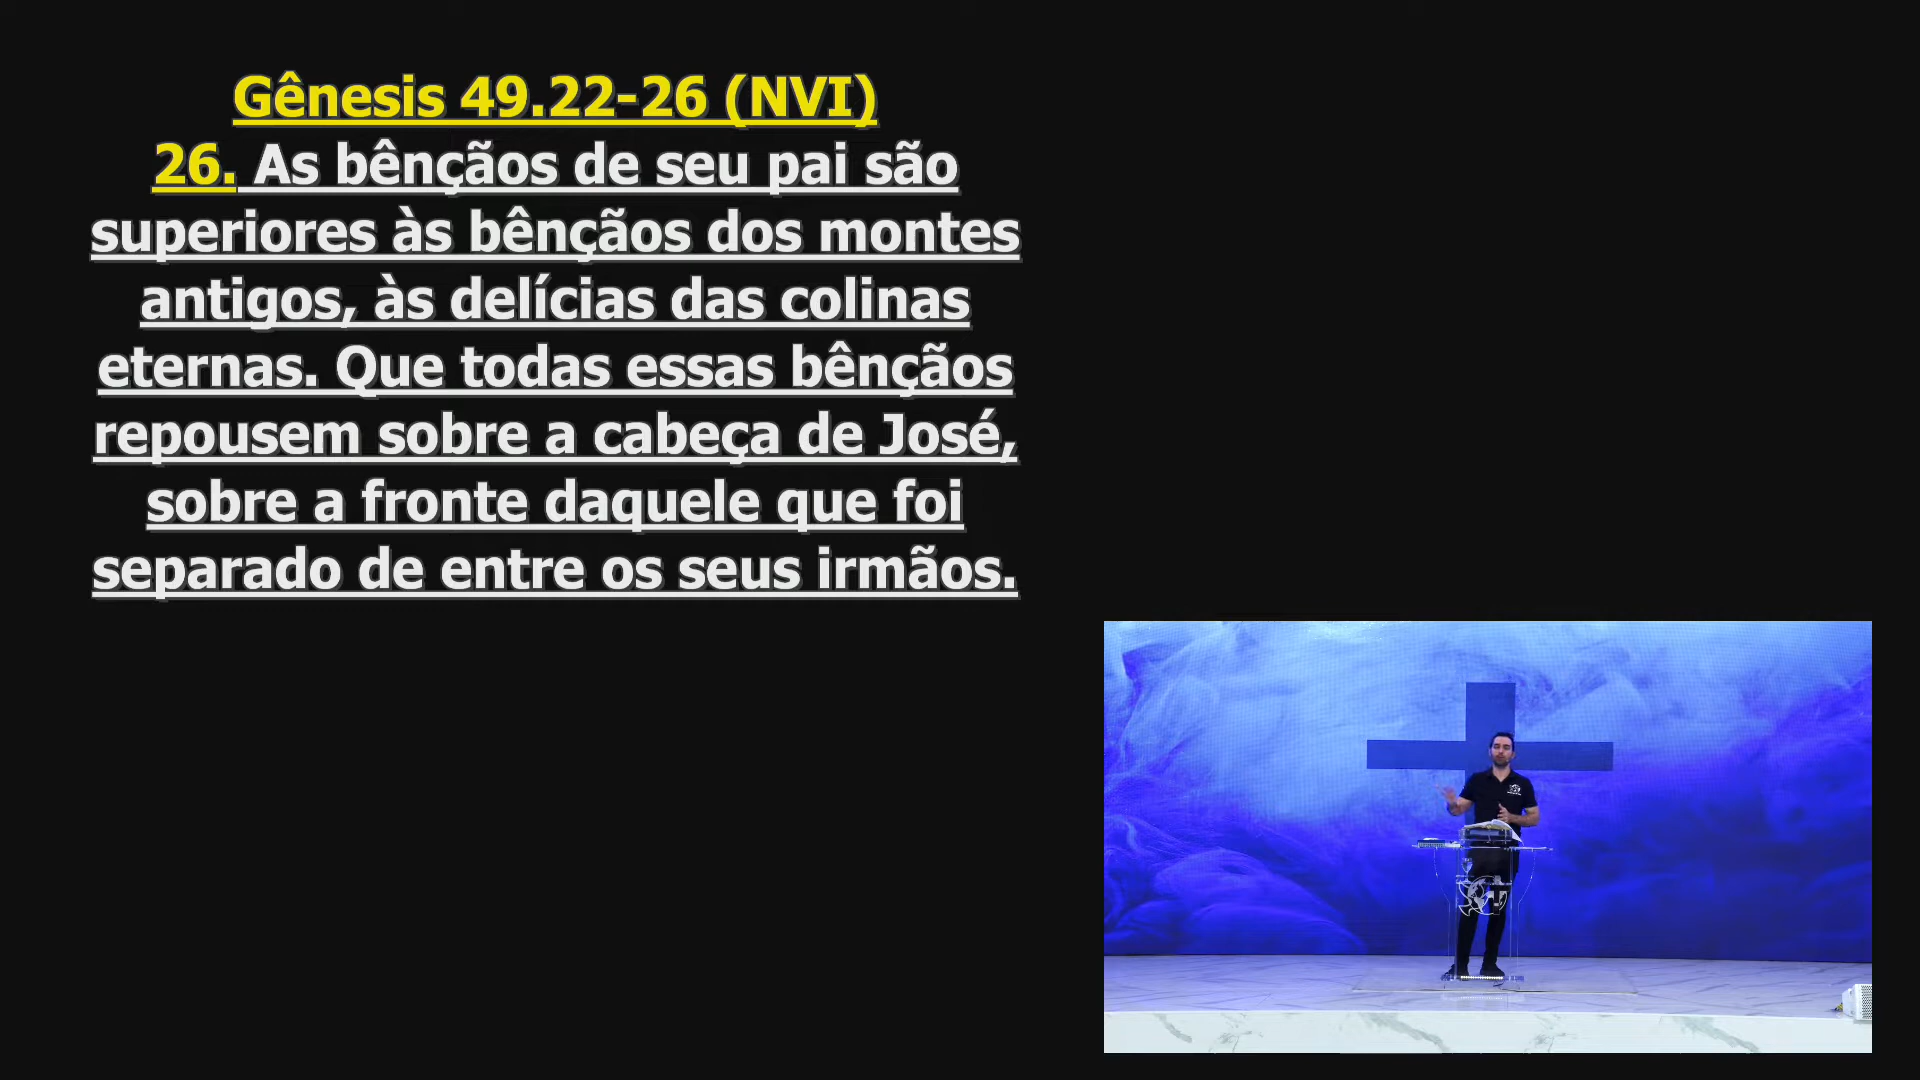 Gênesis 49.22-26 (NVI)
26. As bênçãos de seu pai são
superiores às bênçãos dos montes
antigos, às delícias das colinas
eternas. Que todas essas bênçãos
repousem sobre a cabeça de José,
sobre a fronte daquele que foi
separado de entre os seus irmãos.